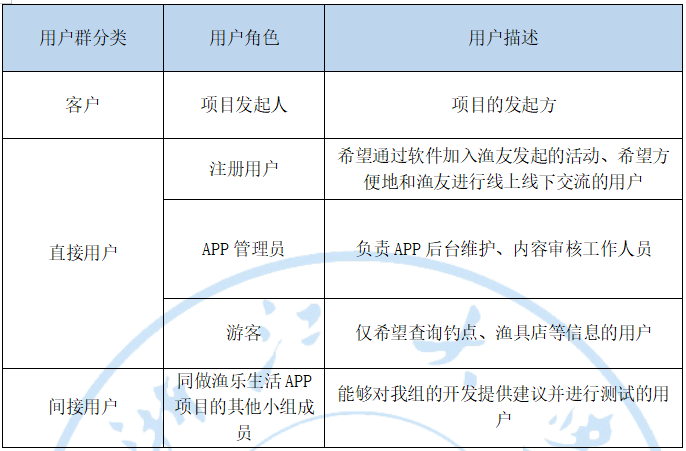 用户群分类 用户角色 用户描述
客户 项目发起人 项目的发起方
直接用户
注册用户
希望通过软件加入渔友发起的活动、希望方
便地和渔友进行线上线下交流的用户
APP 管理员 负责 APP 后台维护、内容审核工作人员
游客 仅希望查询钓点、渔具店等信息的用户
间接用户
同做渔乐生活 APP
项目的其他小组成
员
能够对我组的开发提供建议并进行测试的用
户